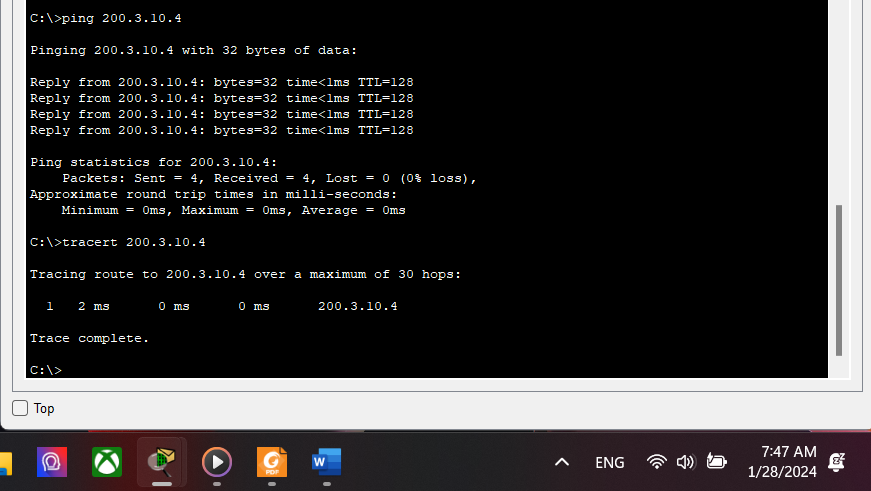 C:\>ping 200.3.10.4
Pinging 200.3.10.4 with 32 bytes of data:
Reply from 200.3.10.4: bytes=32 time<1ms TTL=128
Reply from 200.3.10.4: bytes=32 time<1ms TTL=128
Reply from 200.3.10.4: bytes=32 time<1ms TTL=128
Reply from 200.3.10.4: bytes=32 time<1ms TTL=128
Ping statistics for 200.3.10.4:
Packets: Sent = 4, Received = 4, Lost = 0 (0% loss),
Approximate round trip times in milli-seconds:
Minimum = 0ms, Maximum = 0ms, Average = 0ms
C:\>tracert 200.3.10.4
Tracing route to 200.3.10.4 over a maximum of 30 hops:
1 2 ms 0 ms 0 ms 200.3.10.4
Trace complete.
C:\>
Top
PDF
W
ENG
7:47 AM
1/28/2024